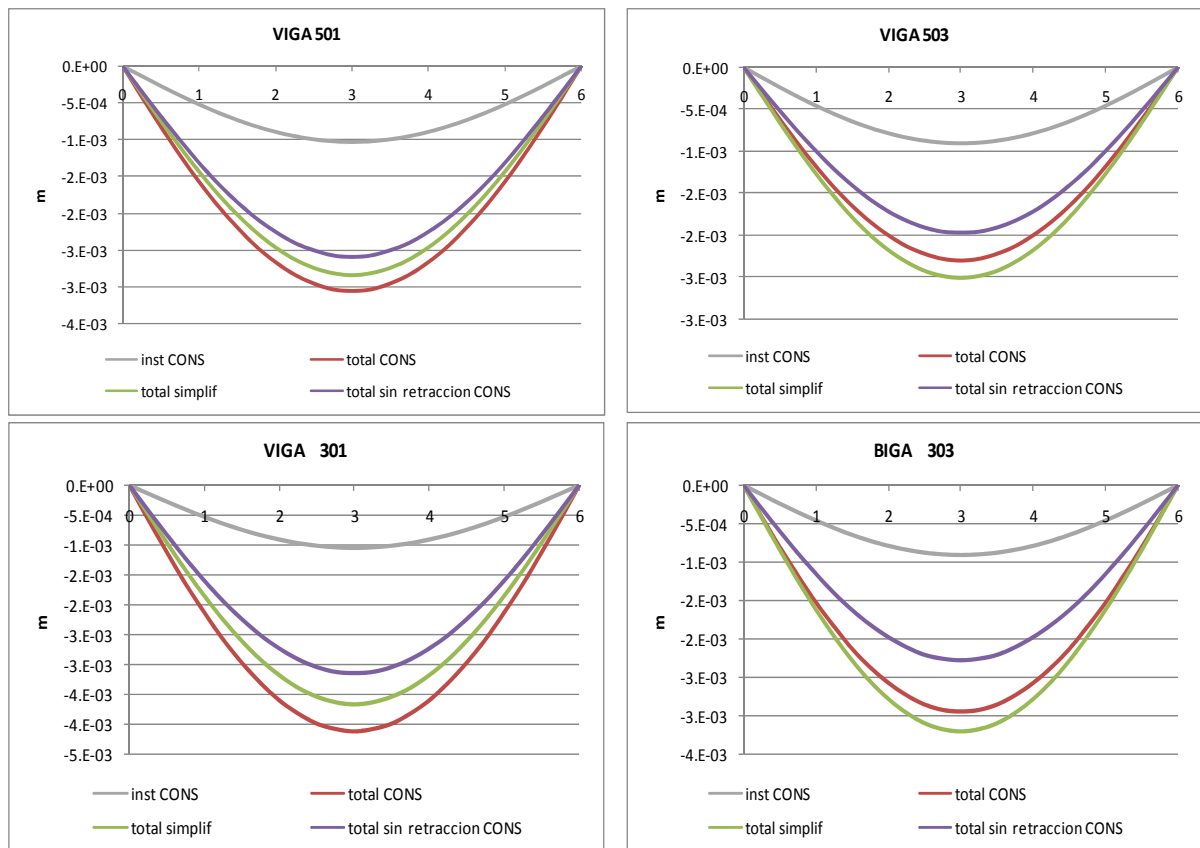 VIGA 501
0.E+00
0 1 2 3 4 5 6
-5.E-04
-1.E-03
-2.E-03
-2.E-03
-3.E-03
-3.E-03
-4.E-03
m
inst CONS
total CONS
total simplif
total sin retraccion CONS
VIGA 503
0.E+00
0 1 2 3 4 5 6
-5.E-04
-1.E-03
-2.E-03
-2.E-03
-3.E-03
-3.E-03
m
inst CONS
total CONS
total simplif
total sin retraccion CONS
VIGA 301
0.E+00
0 1 2 3 4 5 6
-5.E-04
-1.E-03
-2.E-03
-2.E-03
-3.E-03
-3.E-03
-4.E-03
-4.E-03
-5.E-03
m
inst CONS
total CONS
total simplif
total sin retraccion CONS
BIGA 303
0.E+00
0 1 2 3 4 5 6
-5.E-04
-1.E-03
-2.E-03
-2.E-03
-3.E-03
-3.E-03
-4.E-03
m
inst CONS
total CONS
total simplif
total sin retraccion CONS